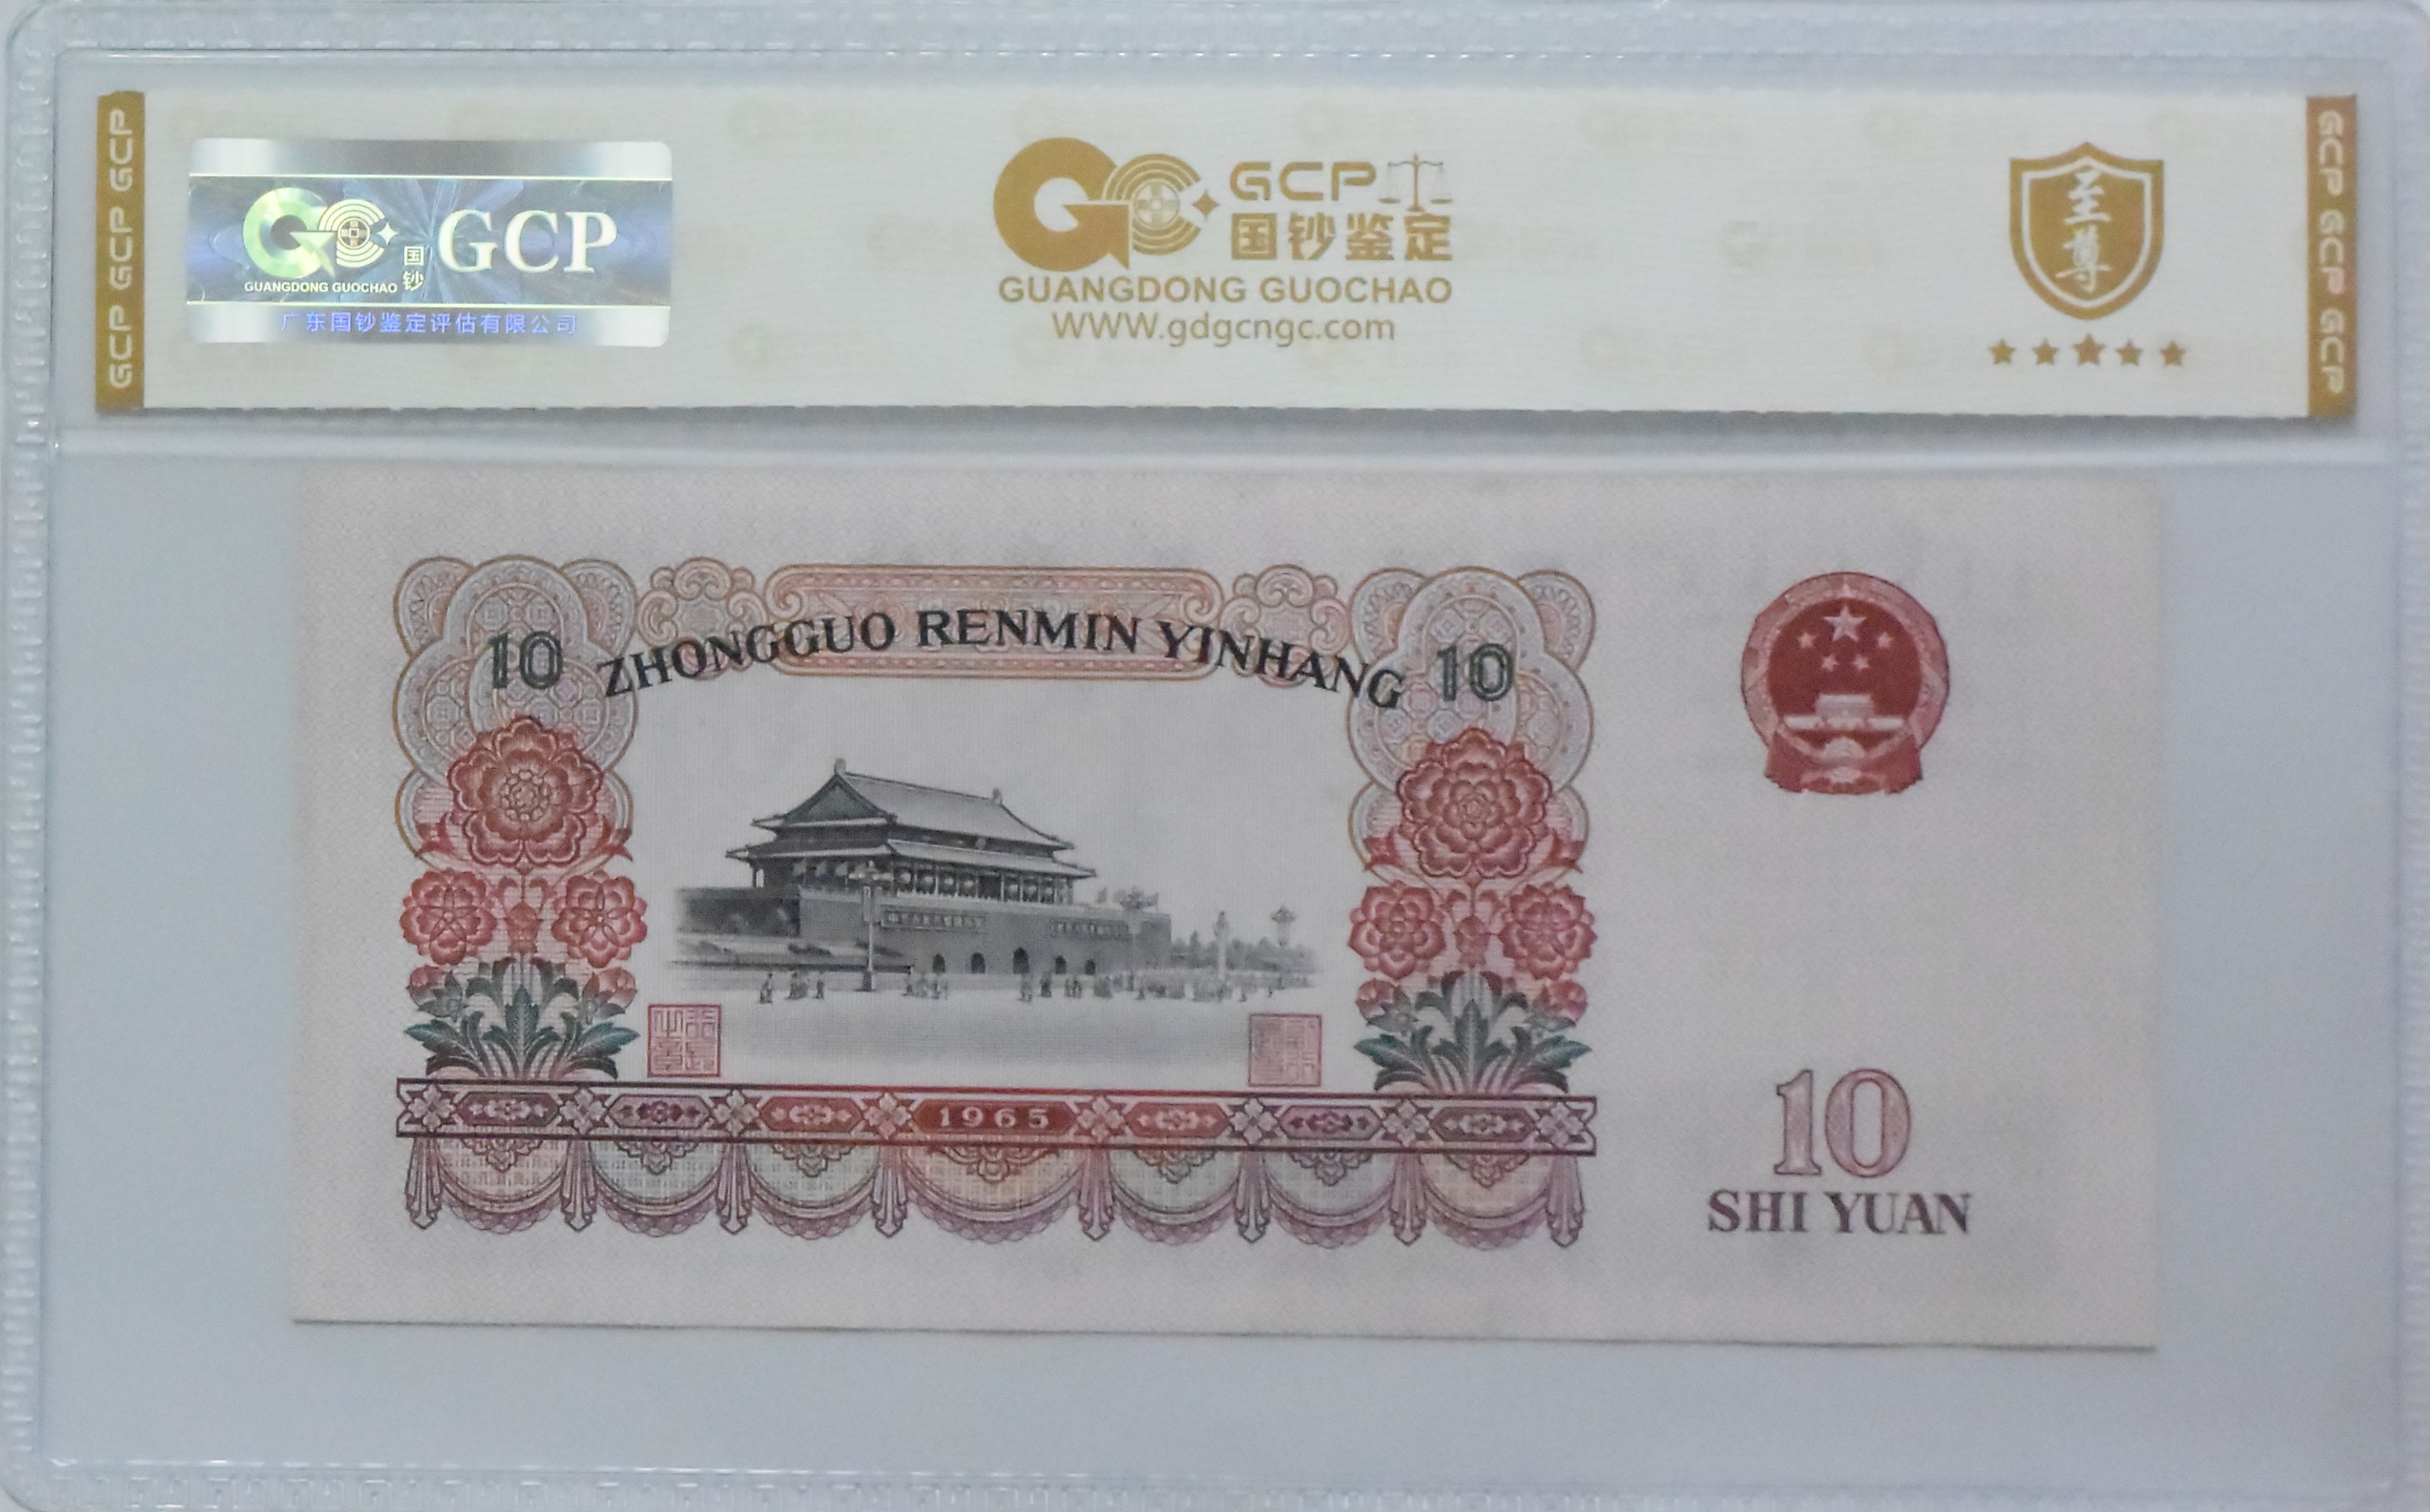 GCP GCP GCP
国钞
GCP
GUANGDONG GUOCHAO
广东国钞鉴定评估有限公司
GCP
国钞鉴定
GUANGDONG GUOCHAO
WWW.gdgcngc.com
至尊
GCP GCP GCP
10 ZHONGGUO RENMIN YINHANG 10
1965
10
SHI YUAN